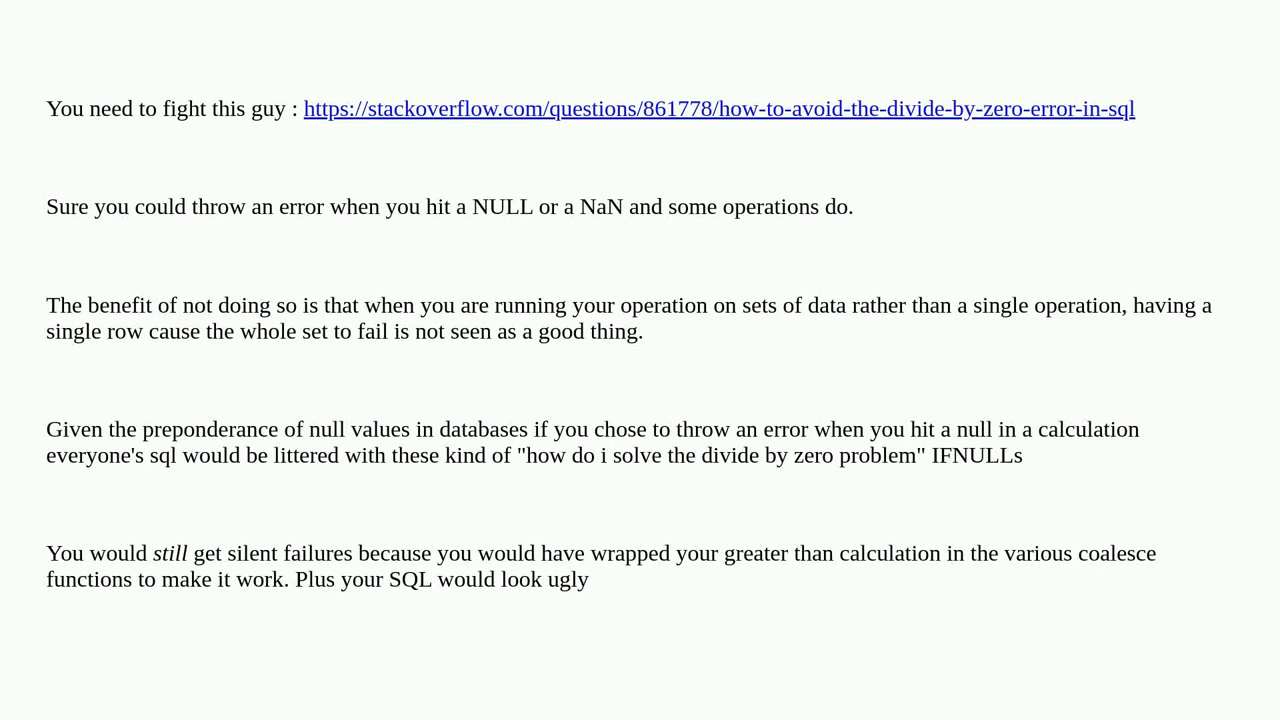 You need to fight this guy : https://stackoverflow.com/questions/861778/how-to-avoid-the-divide-by-zero-error-in-sql
Sure you could throw an error when you hit a NULL or a NaN and some operations do.
The benefit of not doing so is that when you are running your operation on sets of data rather than a single operation, having a
single row cause the whole set to fail is not seen as a good thing.
Given the preponderance of null values in databases if you chose to throw an error when you hit a null in a calculation
everyone's sql would be littered with these kind of "how do i solve the divide by zero problem" IFNULLs
You would still get silent failures because you would have wrapped your greater than calculation in the various coalesce
functions to make it work. Plus your SQL would look ugly